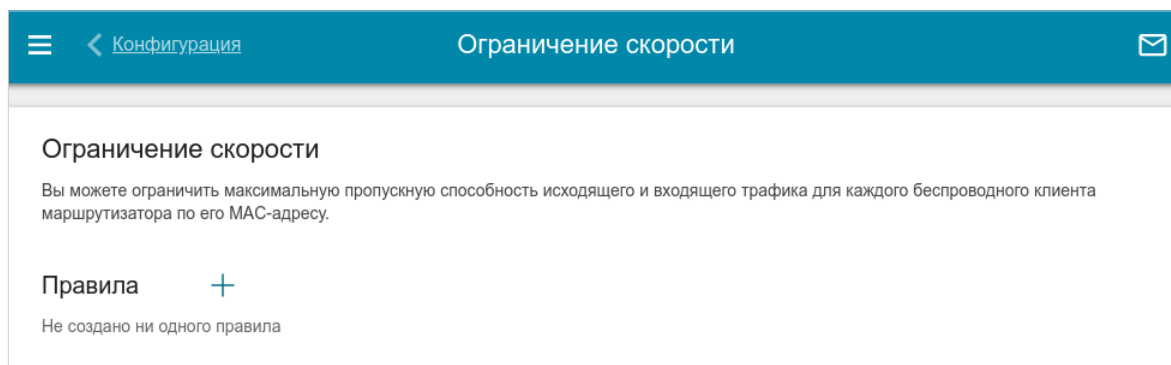 Конфигурация
Ограничение скорости
Ограничение скорости
Вы можете ограничить максимальную пропускную способность исходящего и входящего трафика для каждого беспроводного клиента
маршрутизатора по его MAC-адресу.
Правила
Не создано ни одного правила